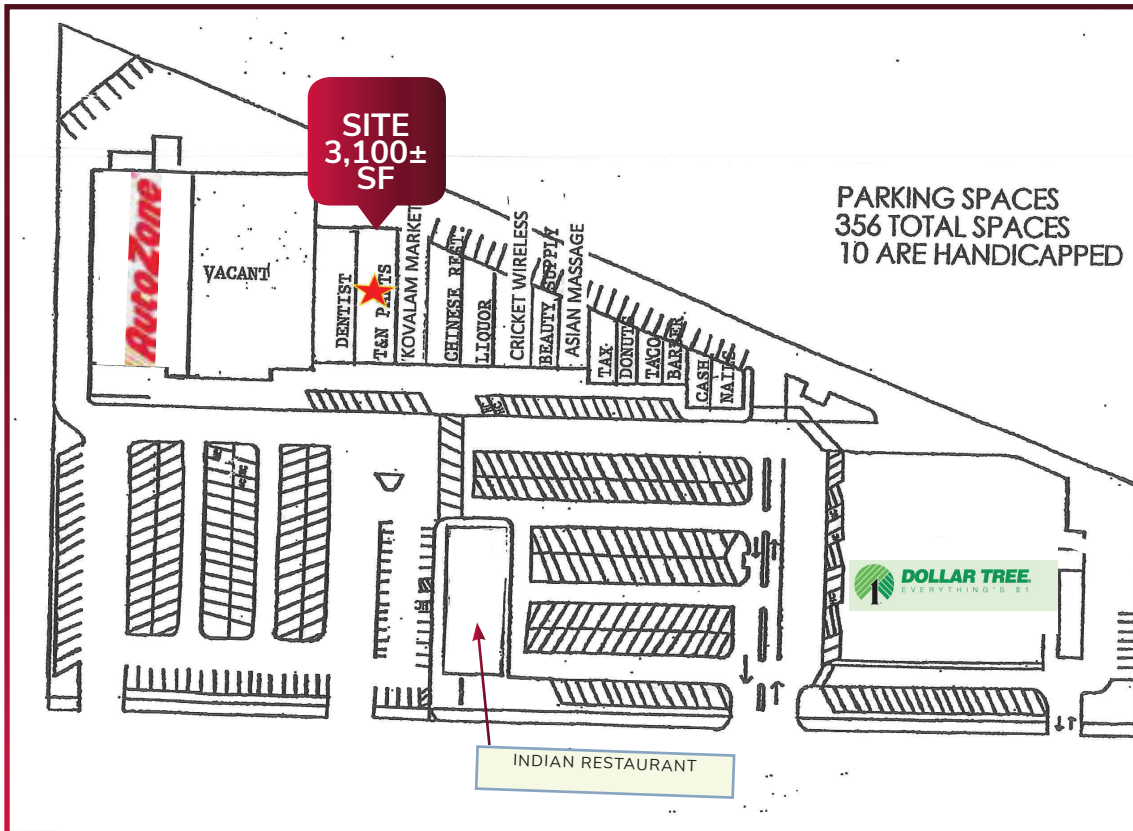 SITE
3,100±
SF
PARKING SPACES
356 TOTAL SPACES
10 ARE HANDICAPPED
AutoZone
VACANT
DENTIST
T&N
KOVALAM MARKET
CHINESE REST.
LIQUOR
CRICKET WIRELESS
BEAUTY SUPPLY
ASIAN MASSAGE
TAX
DONUTS
TACO
BARBER
CASH
NAILS
DOLLAR TREE
EVERYTHING'S $1
INDIAN RESTAURANT